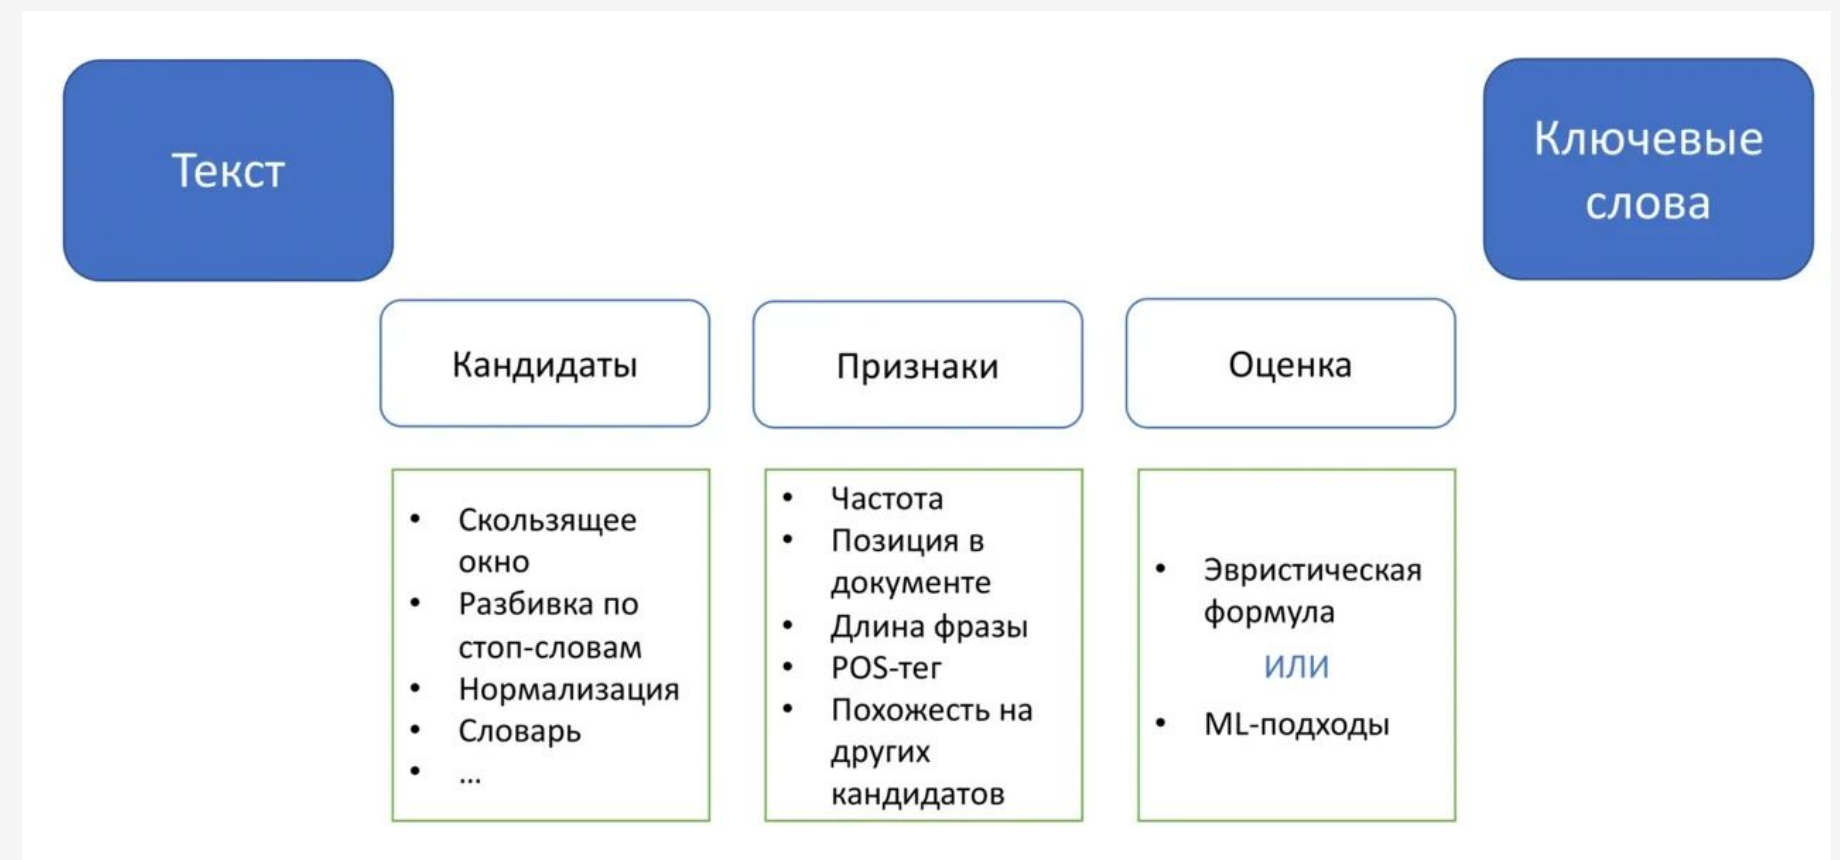 Текст
Ключевые
слова
Кандидаты
Признаки
Оценка
• Скользящее
окно
• Разбивка по
стоп-словам
• Нормализация
• Словарь
• ...
• Частота
• Позиция в
документе
• Длина фразы
• POS-тег
• Похожесть на
других
кандидатов
• Эвристическая
формула
ИЛИ
• ML-подходы